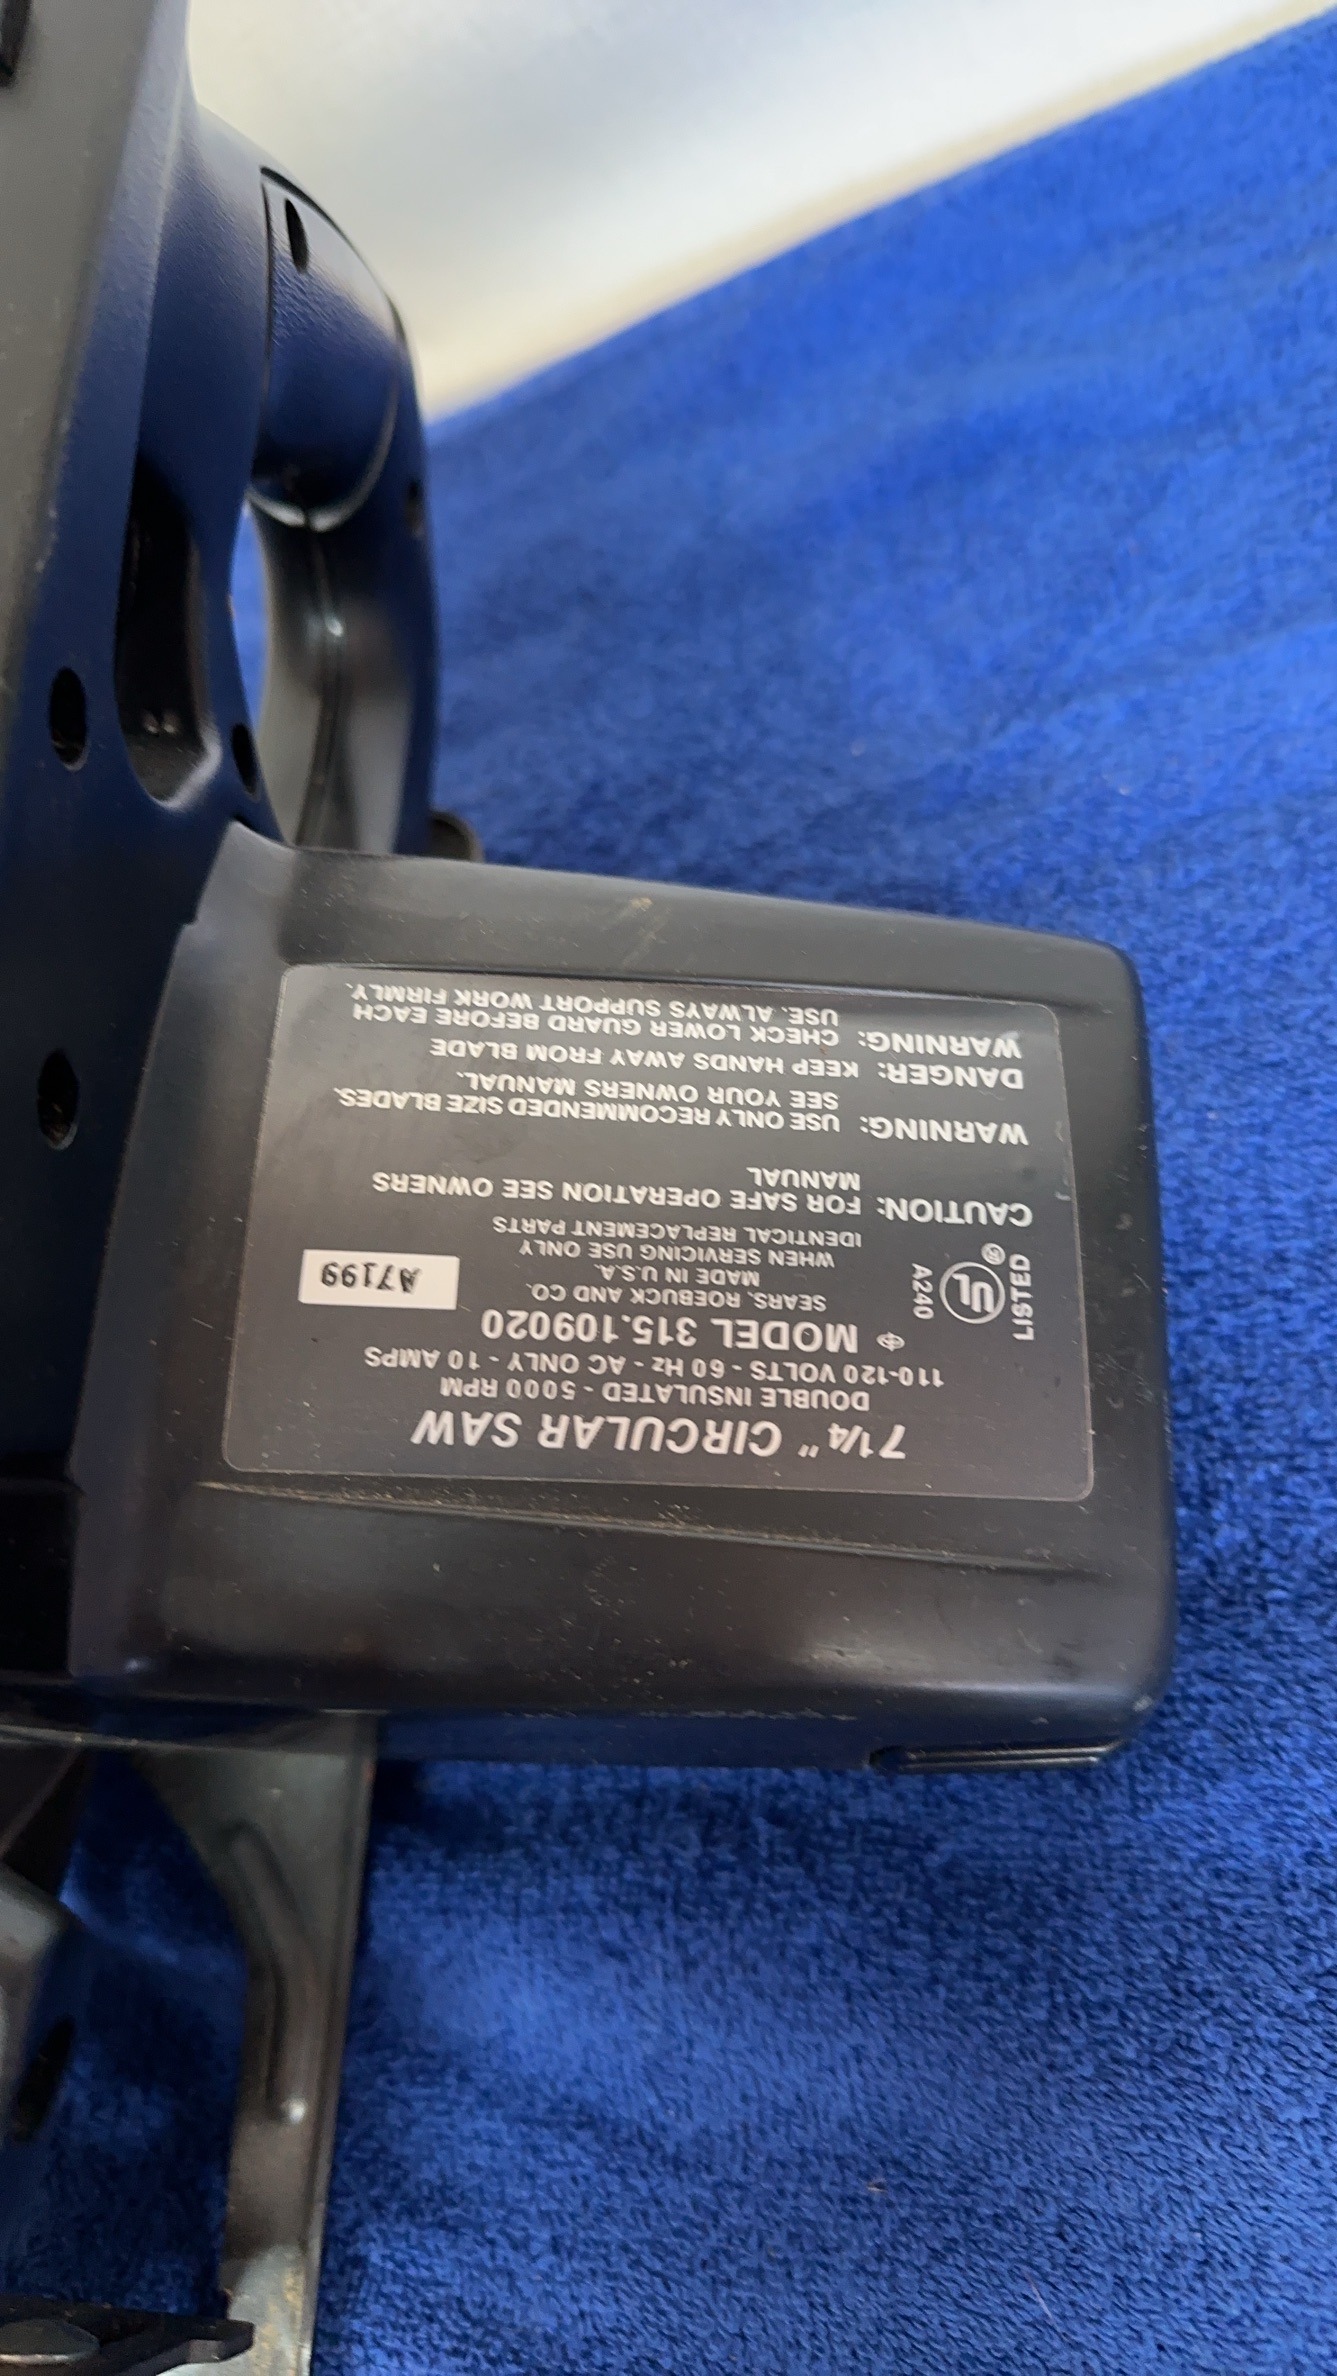 7 1/4" CIRCULAR SAW
DOUBLE INSULATED - 5000 RPM
110-120 VOLTS - 60 Hz - AC ONLY - 10 AMPS
MODEL 315.109020
SEARS, ROEBUCK AND CO.
MADE IN U.S.A.
WHEN SERVICING USE ONLY
IDENTICAL REPLACEMENT PARTS
A7199
LISTED
UL ®
A240
CAUTION: FOR SAFE OPERATION SEE OWNERS
MANUAL
WARNING: USE ONLY RECOMMENDED SIZE BLADES.
SEE YOUR OWNERS MANUAL.
DANGER: KEEP HANDS AWAY FROM BLADE
WARNING: CHECK LOWER GUARD BEFORE EACH
USE. ALWAYS SUPPORT WORK FIRMLY.